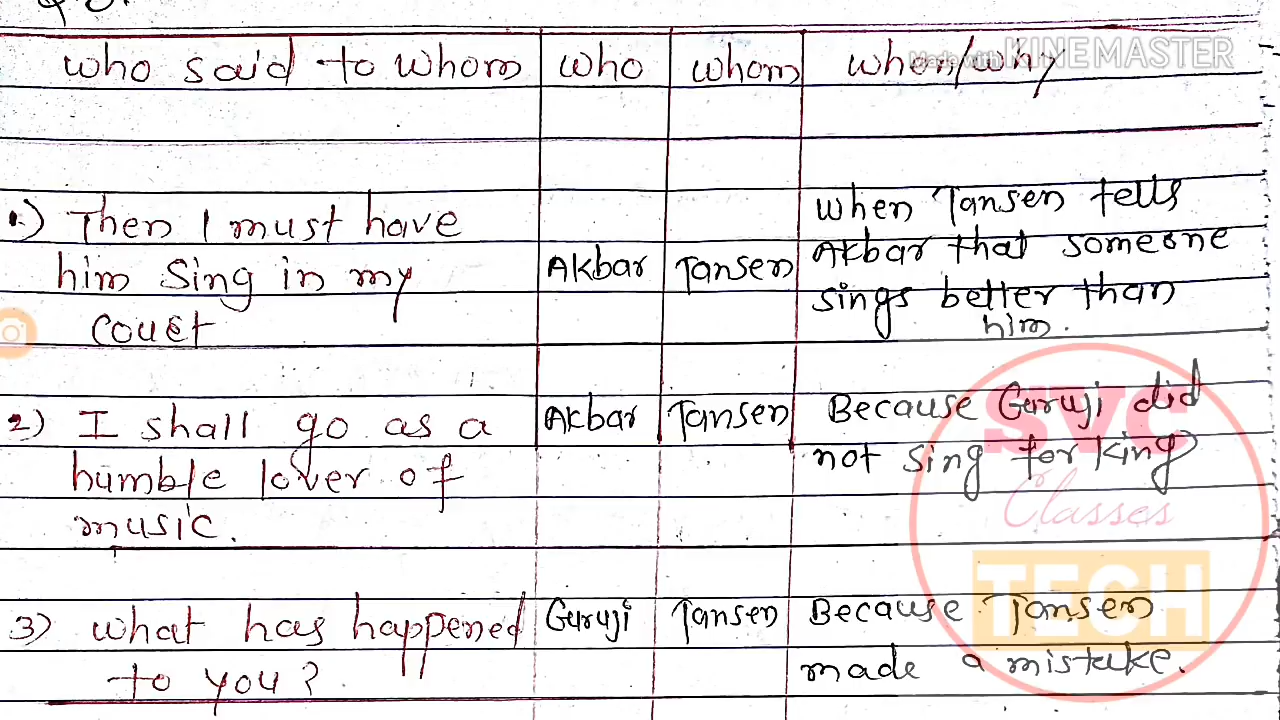 who said to whom who whom when/why
Made with KINEMASTER
1.) Then I must have
him sing in my
court
Akbar Tansen
when Tansen tells
Akbar that someone
sings better than
him.
2) I shall go as a
humble lover of
music.
Akbar Tansen
Because Guruji did
not sing for king
SVC
Classes
TECH
3) what has happened
to you?
Guruji Tansen
Because Tansen
made a mistake.